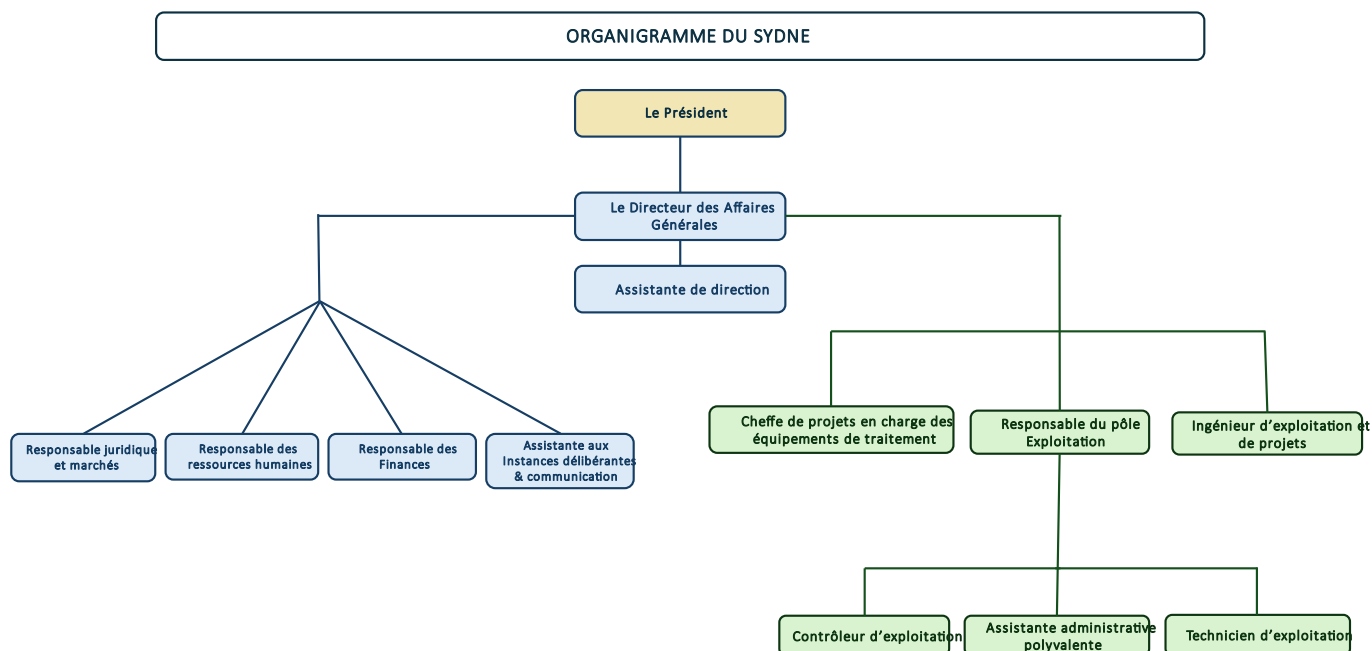 ORGANIGRAMME DU SYDNE
Le Président
Le Directeur des Affaires
Générales
Assistante de direction
Responsable juridique
et marchés
Responsable des
ressources humaines
Responsable des
Finances
Assistante aux
Instances délibérantes
& communication
Cheffe de projets en charge des
équipements de traitement
Responsable du pôle
Exploitation
Ingénieur d’exploitation et
de projets
Contrôleur d’exploitation
Assistante administrative
polyvalente
Technicien d’exploitation